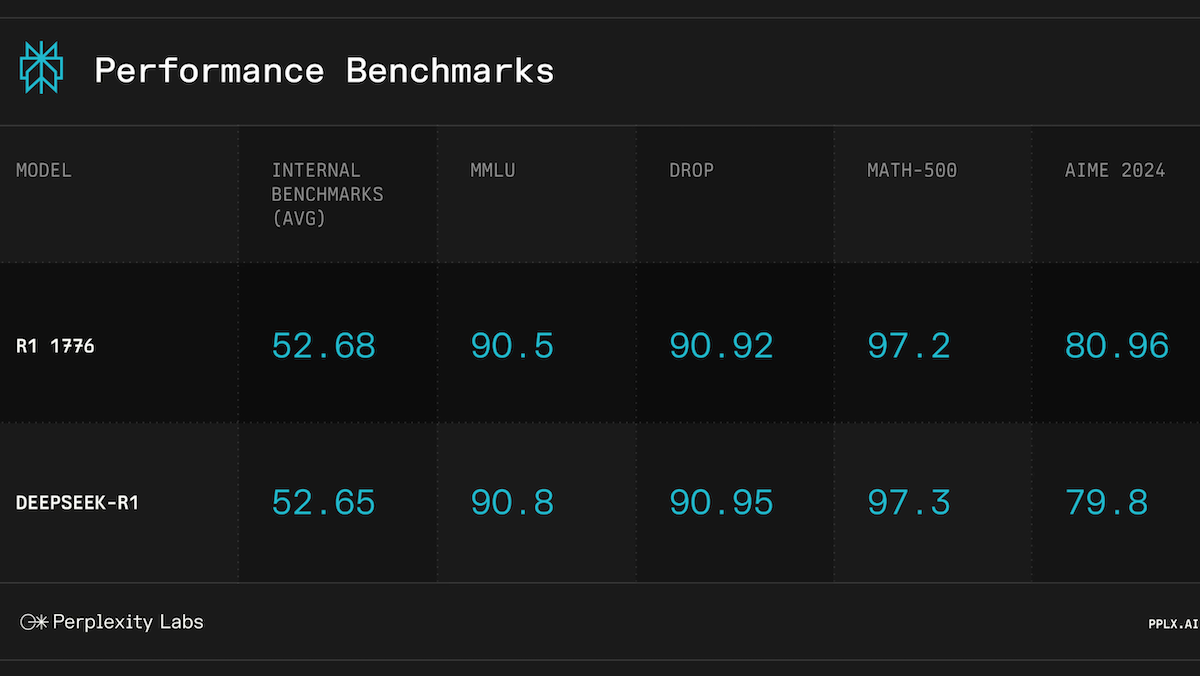 Performance Benchmarks
MODEL
INTERNAL
BENCHMARKS
(AVG)
MMLU
DROP
MATH-500
AIME 2024
R1 1776
52.68
90.5
90.92
97.2
80.96
DEEPSEEK-R1
52.65
90.8
90.95
97.3
79.8
Perplexity Labs
PPLX.AI